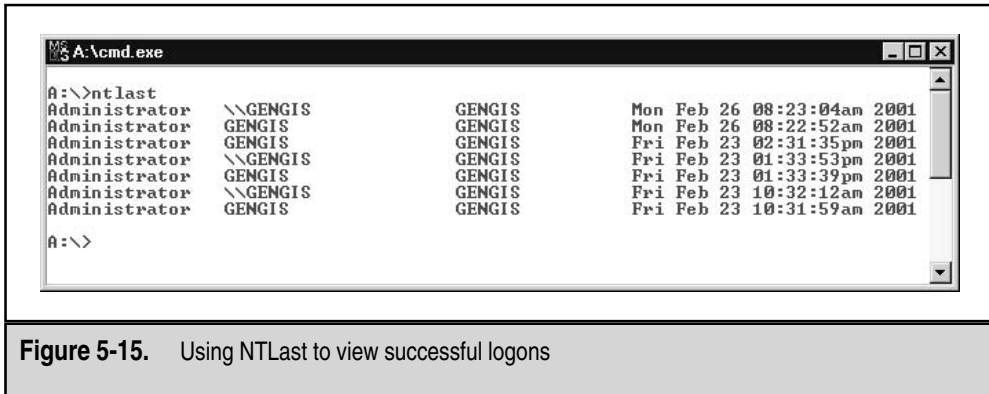 A:\cmd.exe
A:\>ntlast
Administrator \\GENGIS GENGIS Mon Feb 26 08:23:04am 2001
Administrator GENGIS GENGIS Mon Feb 26 08:22:52am 2001
Administrator GENGIS GENGIS Fri Feb 23 02:31:35pm 2001
Administrator \\GENGIS GENGIS Fri Feb 23 01:33:53pm 2001
Administrator GENGIS GENGIS Fri Feb 23 01:33:39pm 2001
Administrator \\GENGIS GENGIS Fri Feb 23 10:32:12am 2001
Administrator GENGIS GENGIS Fri Feb 23 10:31:59am 2001
A:\>
Figure 5-15. Using NTLast to view successful logons